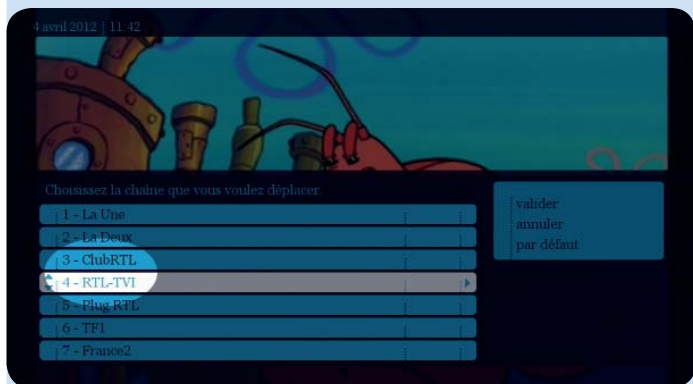 4 avril 2012 | 11:42
Choisissez la chaîne que vous voulez déplacer.
1 - La Une
2 - La Deux
3 - ClubRTL
4 - RTL-TVI
5 - Plug RTL
6 - TF1
7 - France2
valider
annuler
par défaut